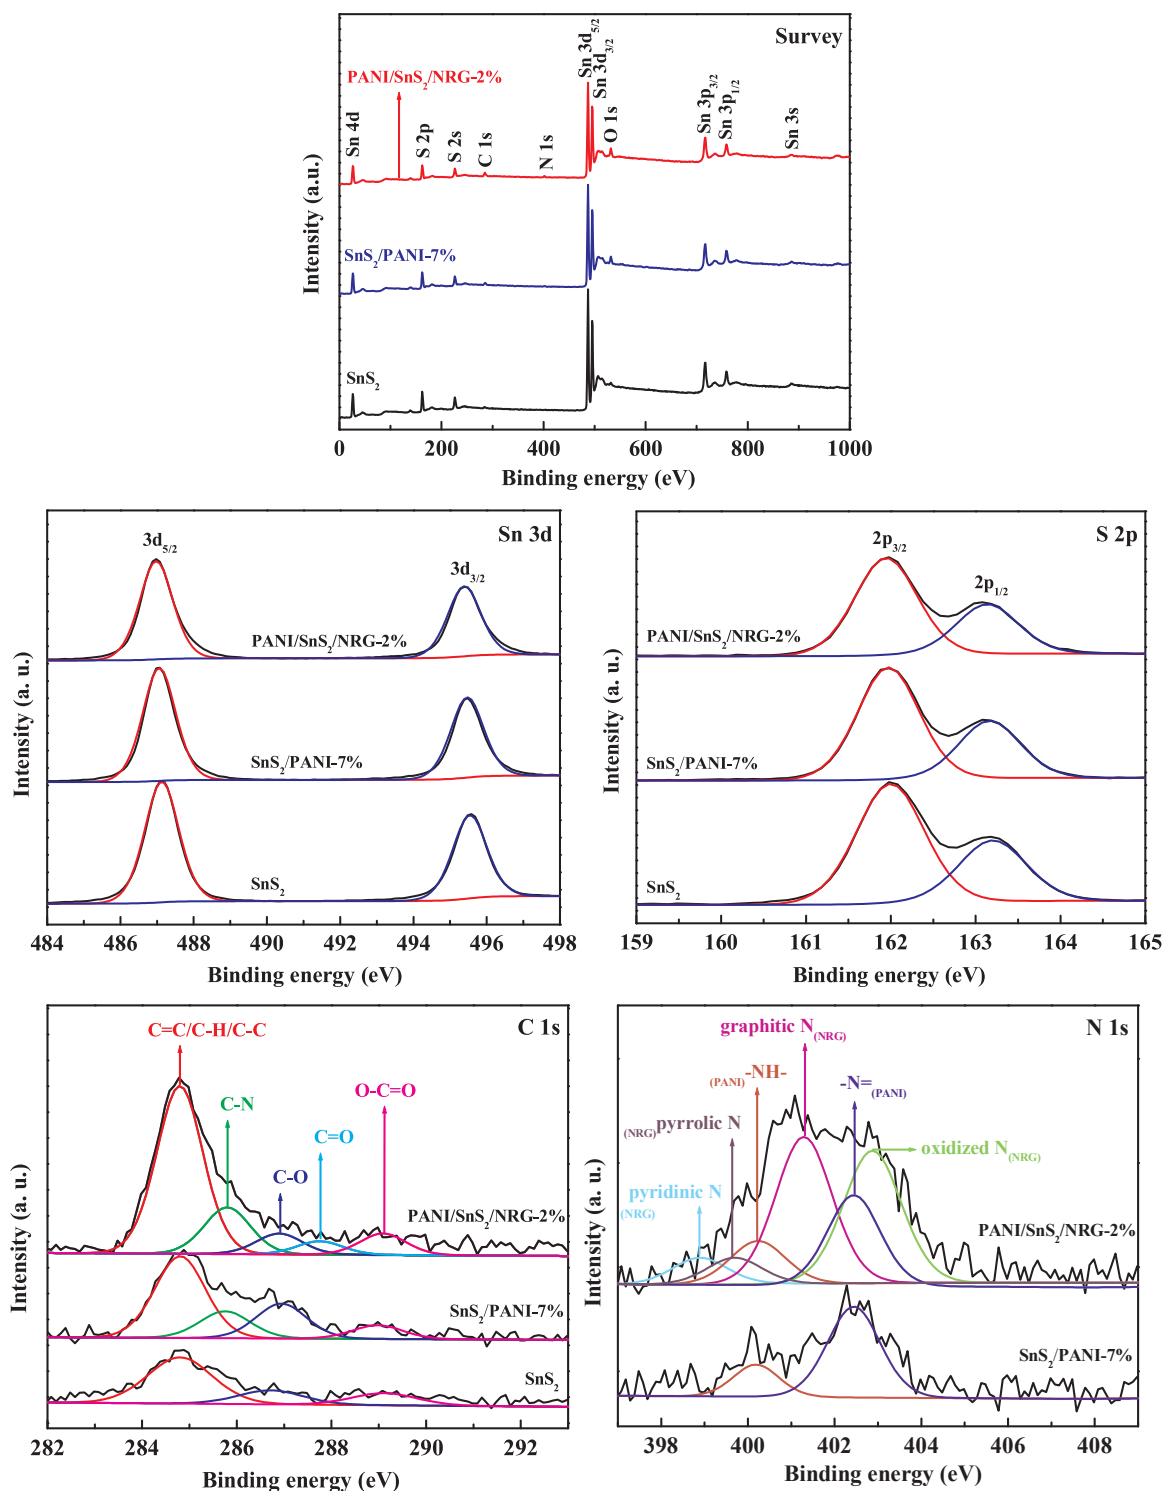 Survey
PANI/SnS₂/NRG-2%
SnS₂/PANI-7%
SnS₂
Sn 4d
S 2p
S 2s
C 1s
N 1s
Sn 3d₅/₂
Sn 3d₃/₂
O 1s
Sn 3p₃/₂
Sn 3p₁/₂
Sn 3s
Intensity (a.u.)
0 200 400 600 800 1000
Binding energy (eV)
Sn 3d
3d₅/₂
3d₃/₂
PANI/SnS₂/NRG-2%
SnS₂/PANI-7%
SnS₂
Intensity (a. u.)
484 486 488 490 492 494 496 498
Binding energy (eV)
S 2p
2p₃/₂
2p₁/₂
PANI/SnS₂/NRG-2%
SnS₂/PANI-7%
SnS₂
Intensity (a. u.)
159 160 161 162 163 164 165
Binding energy (eV)
C 1s
C=C/C-H/C-C
C-N
O-C=O
C=O
C-O
PANI/SnS₂/NRG-2%
SnS₂/PANI-7%
SnS₂
Intensity (a. u.)
282 284 286 288 290 292
Binding energy (eV)
N 1s
graphitic N(NRG)
(PANI)-NH-
-N=(PANI)
(NRG)pyrrolic N
oxidized N(NRG)
pyridinic N
(NRG)
PANI/SnS₂/NRG-2%
SnS₂/PANI-7%
Intensity (a. u.)
398 400 402 404 406 408
Binding energy (eV)